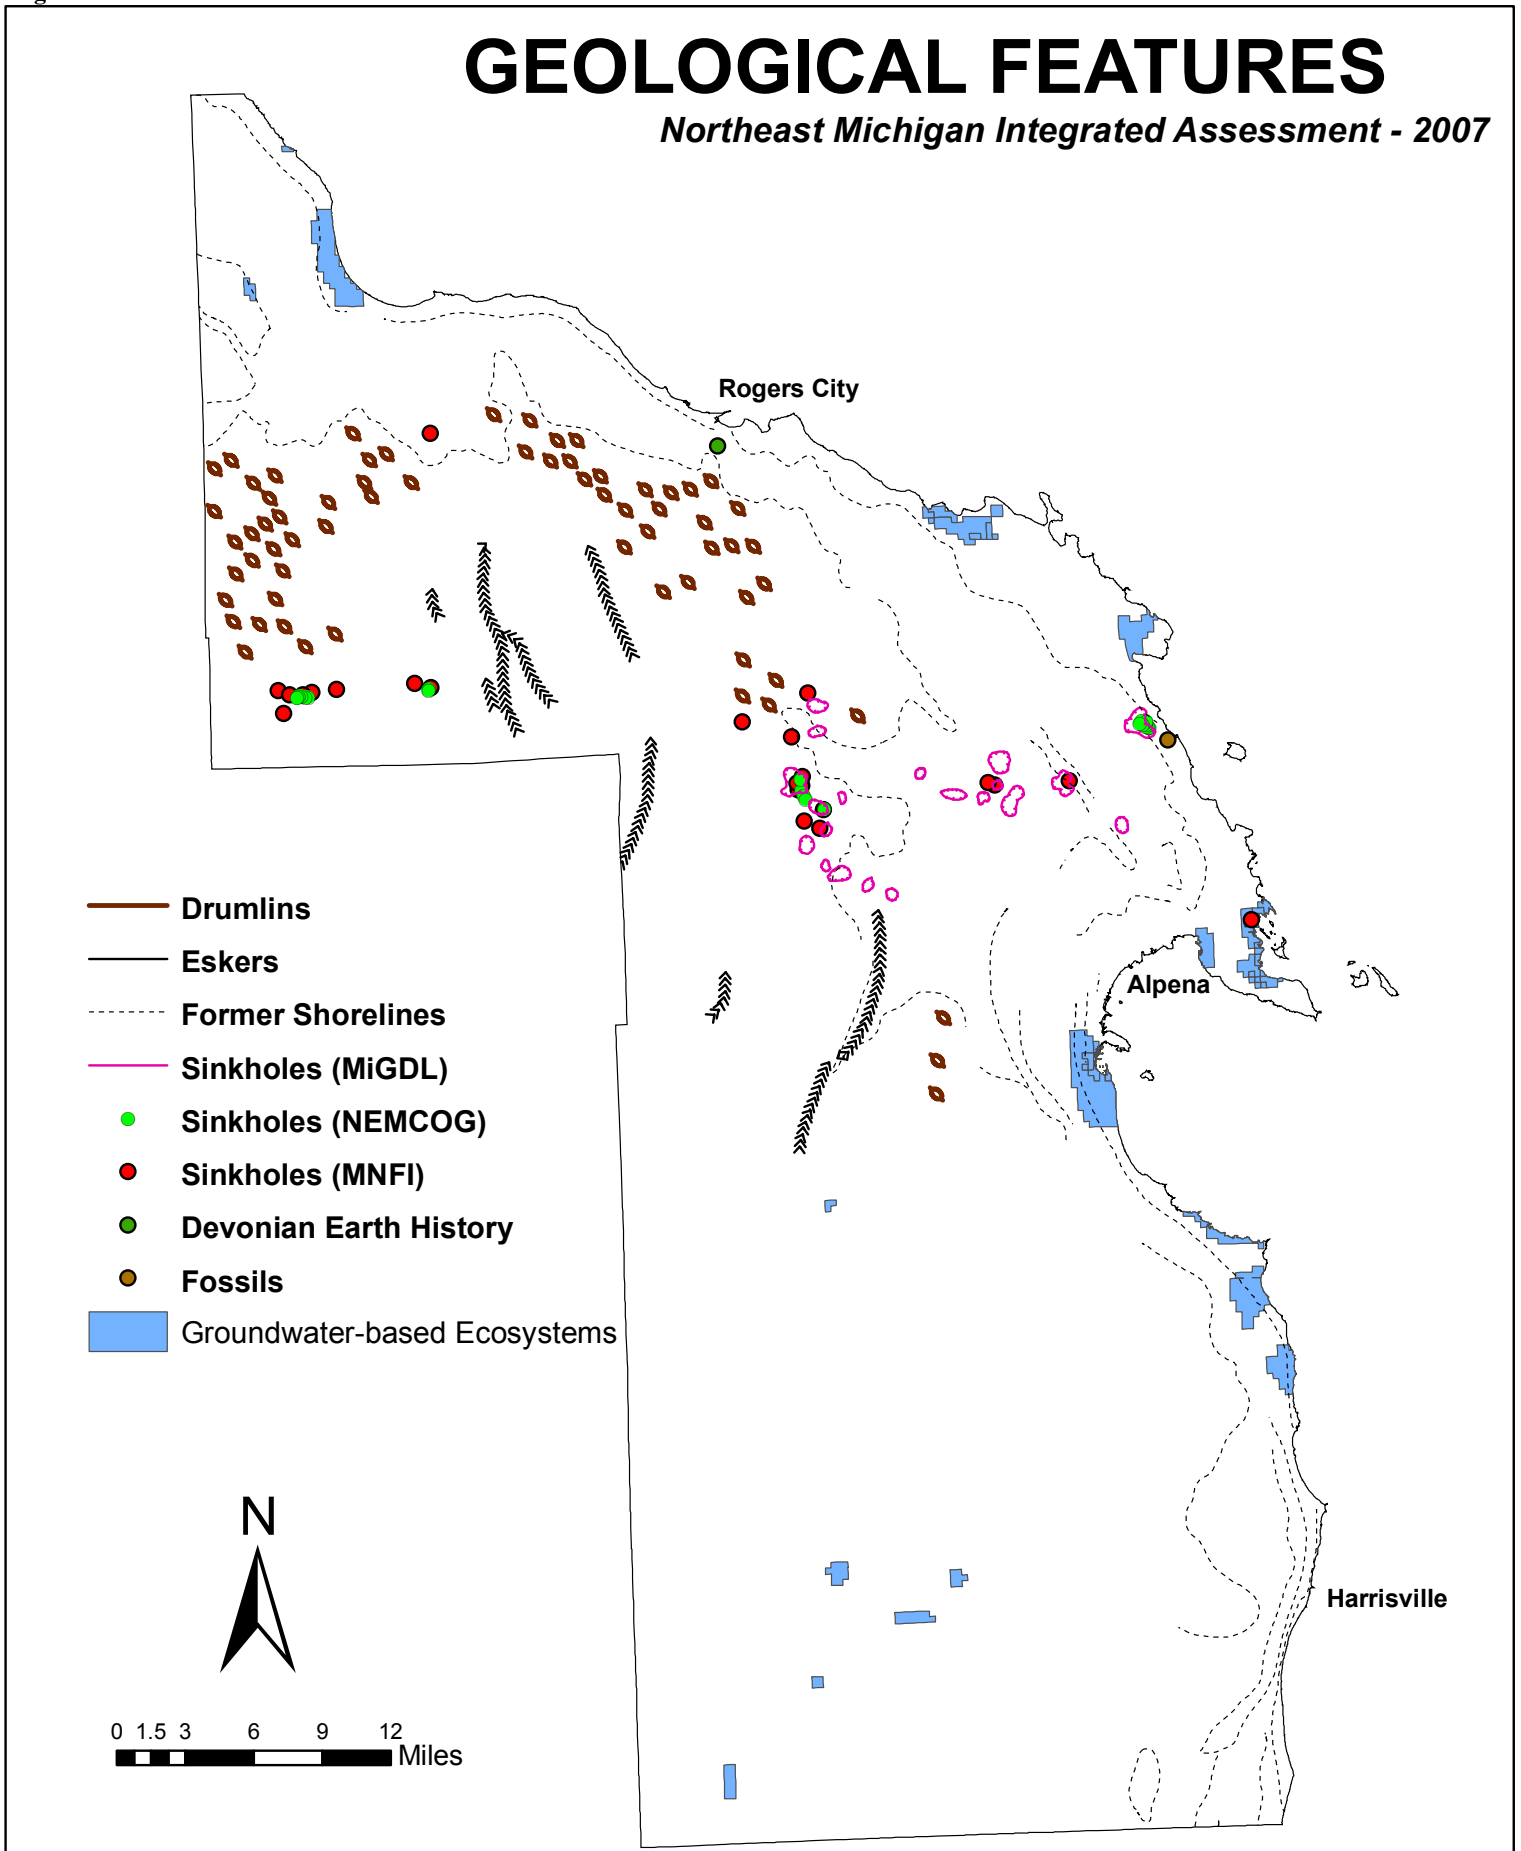 GEOLOGICAL FEATURES
Northeast Michigan Integrated Assessment - 2007
Rogers City
Alpena
Harrisville
Drumlins
Eskers
Former Shorelines
Sinkholes (MiGDL)
Sinkholes (NEMCOG)
Sinkholes (MNFI)
Devonian Earth History
Fossils
Groundwater-based Ecosystems
N
0 1.5 3 6 9 12
Miles